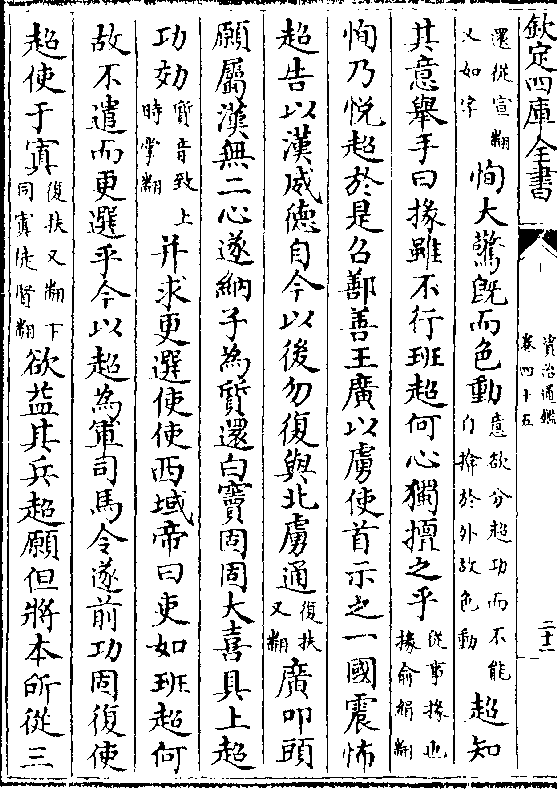 欽定四庫全書
資治通鑑
卷四十五
二十二
還從宣翻
又如字
恂大驚旣而色動
意欲分超功而不能
自揜於外故色動
超知
其意舉手曰掾雖不行班超何心獨擅之乎
從事掾也
掾俞絹翻
恂乃悦超於是召鄯善王廣以虜使首示之一國震怖
超告以漢威德自今以後勿復與北虜通
復扶
又翻
廣叩頭
願屬漢無二心遂納子為質還白竇固固大喜具上超
功効
質音致上
時掌翻
幷求更選使使西域帝曰吏如班超何
故不遣而更選乎今以超為軍司馬令遂前功固復使
超使于窴
復扶又翻下
同窴徒賢翻
欲益其兵超願但將本所從三